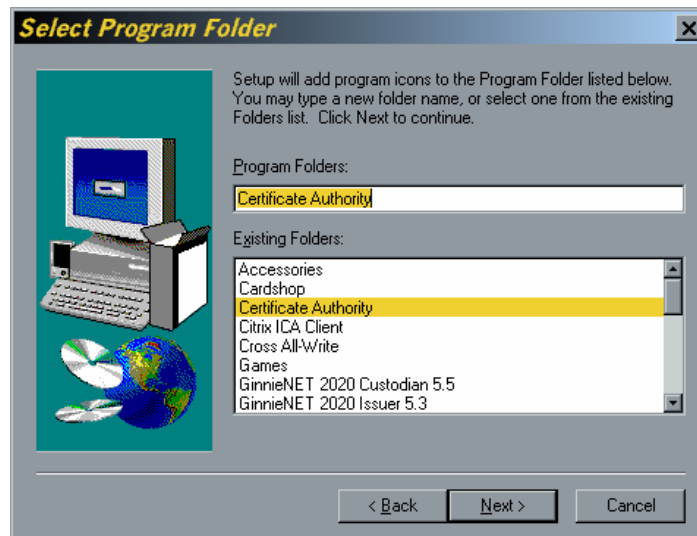 Select Program Folder
Setup will add program icons to the Program Folder listed below.
You may type a new folder name, or select one from the existing
Folders list. Click Next to continue.
Program Folders:
Certificate Authority
Existing Folders:
Accessories
Cardshop
Certificate Authority
Citrix ICA Client
Cross All-Write
Games
GinnieNET 2020 Custodian 5.5
GinnieNET 2020 Issuer 5.3
< Back
Next >
Cancel